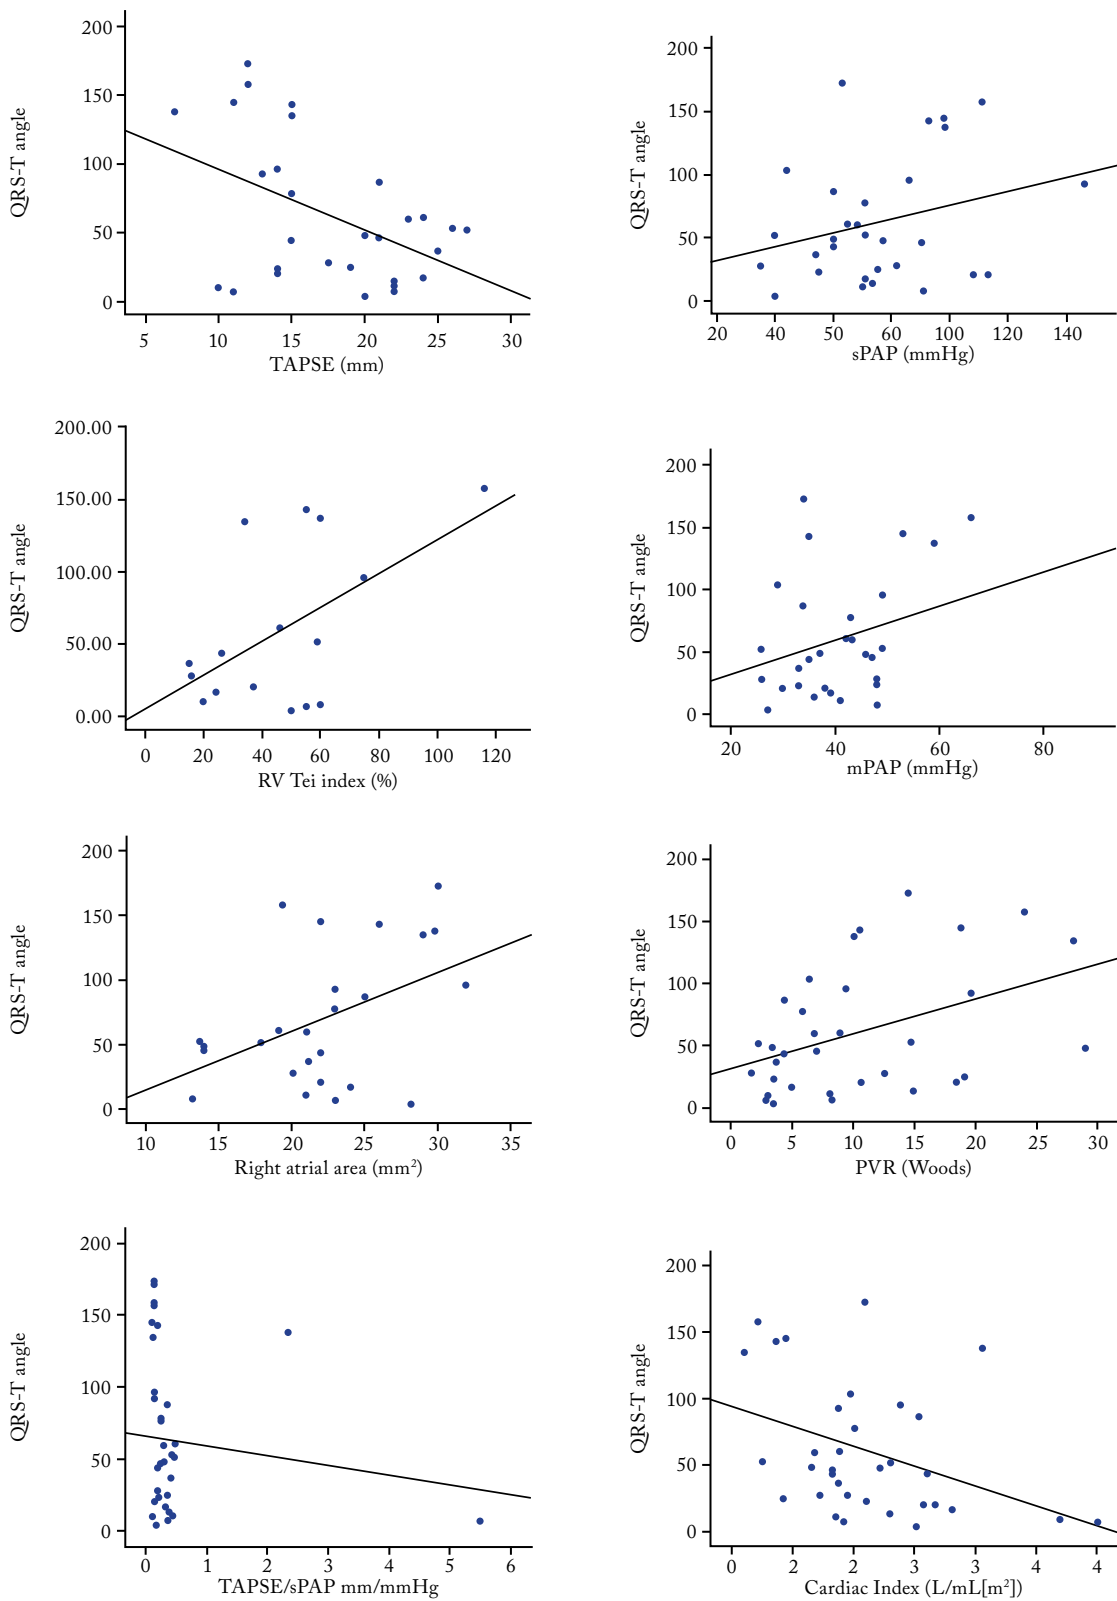 200
150
100
50
0
QRS-T angle
5 10 15 20 25 30
TAPSE (mm)
200
150
100
50
0
QRS-T angle
20 40 50 60 100 120 140
sPAP (mmHg)
200.00
150.00
100.00
50.00
0.00
QRS-T angle
0 20 40 60 80 100 120
RV Tei index (%)
200
150
100
50
0
QRS-T angle
20 40 60 80
mPAP (mmHg)
200
150
100
50
0
QRS-T angle
10 15 20 25 30 35
Right atrial area (mm²)
200
150
100
50
0
QRS-T angle
0 5 10 15 20 25 30
PVR (Woods)
200
150
100
50
0
QRS-T angle
0 1 2 3 4 5 6
TAPSE/sPAP mm/mmHg
200
150
100
50
0
QRS-T angle
0 2 2 3 3 4 4
Cardiac Index (L/mL[m²])